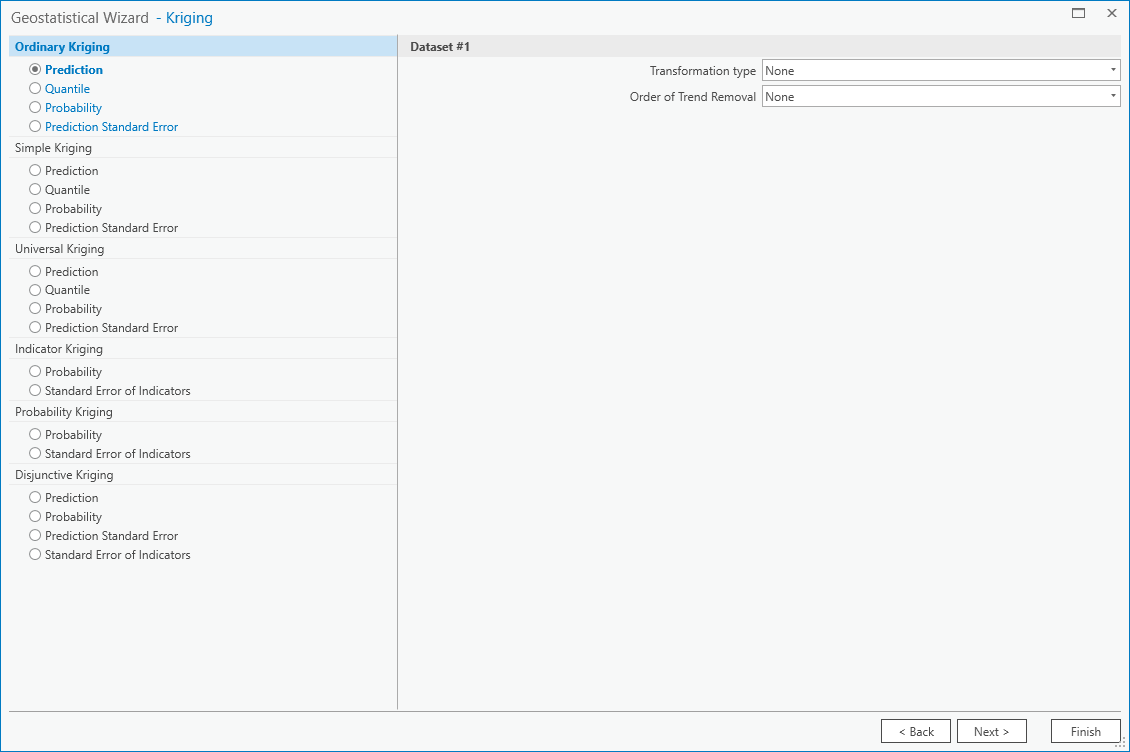 Geostatistical Wizard - Kriging
Ordinary Kriging
Prediction
Quantile
Probability
Prediction Standard Error
Simple Kriging
Prediction
Quantile
Probability
Prediction Standard Error
Universal Kriging
Prediction
Quantile
Probability
Prediction Standard Error
Indicator Kriging
Probability
Standard Error of Indicators
Probability Kriging
Probability
Standard Error of Indicators
Disjunctive Kriging
Prediction
Probability
Prediction Standard Error
Standard Error of Indicators
Dataset #1
Transformation type None
Order of Trend Removal None
< Back Next > Finish